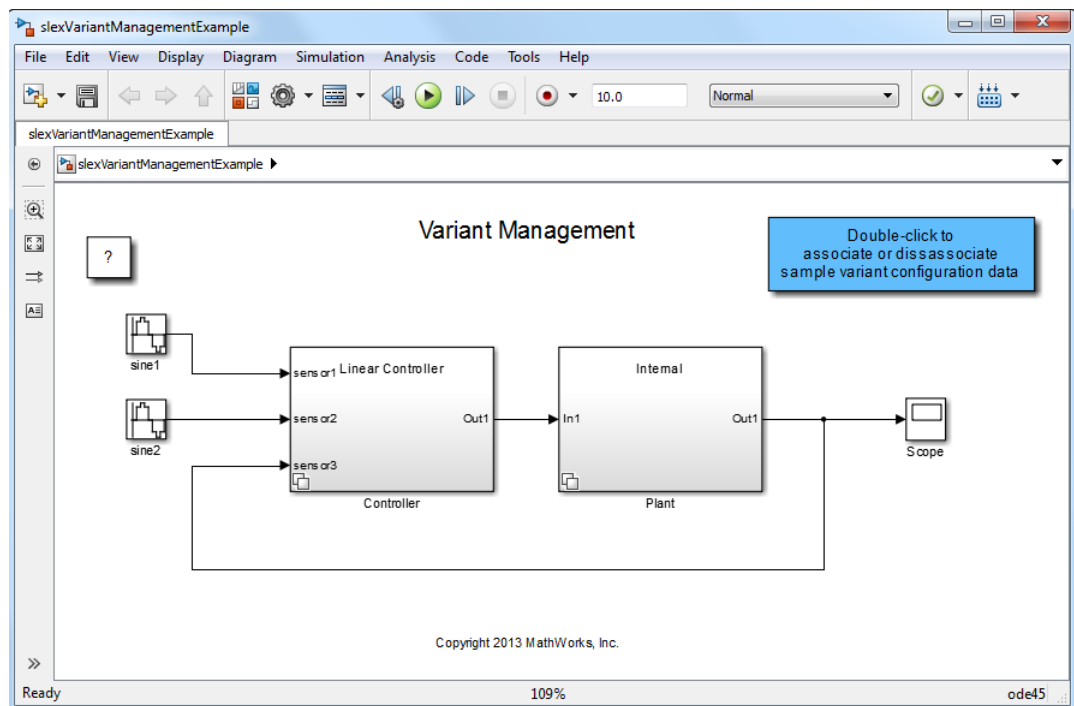 slexVariantManagementExample
File Edit View Display Diagram Simulation Analysis Code Tools Help
10.0 Normal
slexVariantManagementExample
slexVariantManagementExample
Variant Management
?
Double-click to
associate or dissassociate
sample variant configuration data
sine1
sine2
sensor1 Linear Controller
sensor2 Out1
sensor3
Controller
Internal
In1 Out1
Plant
Scope
Copyright 2013 MathWorks, Inc.
Ready 109% ode45